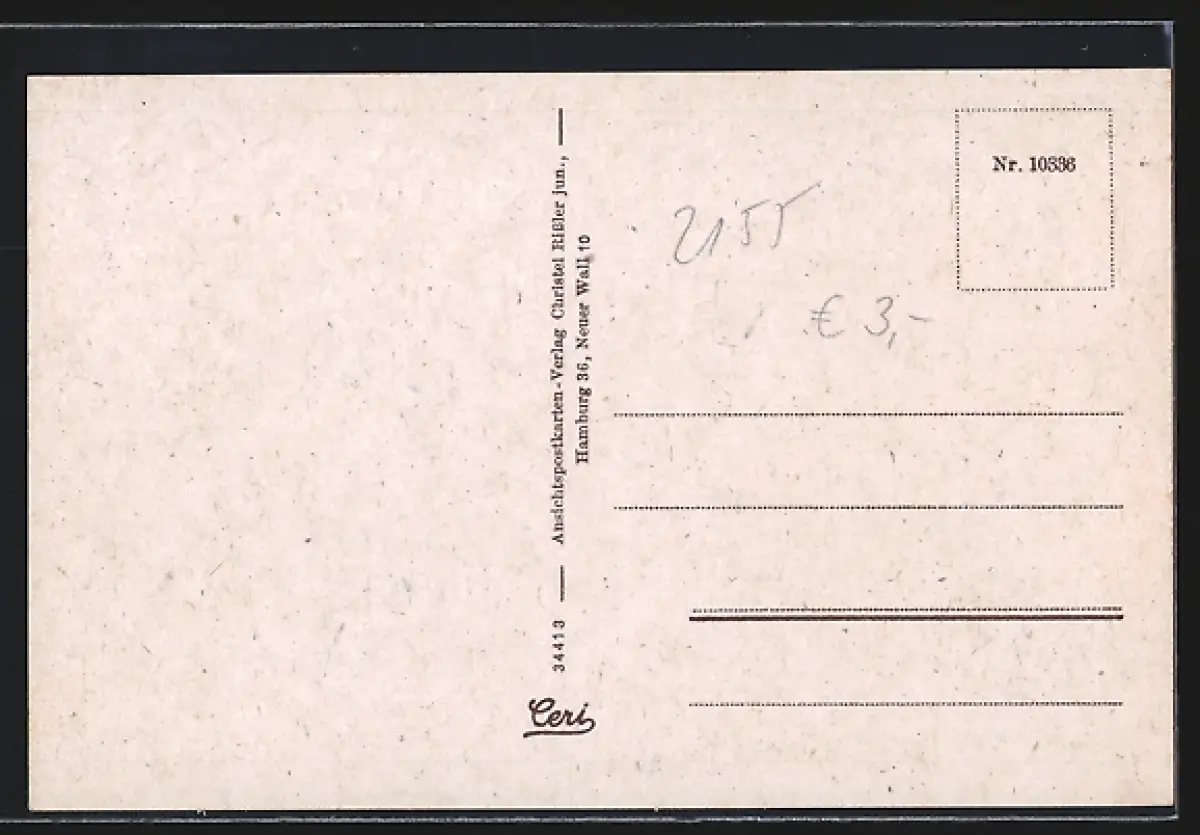 Nr. 10336
2155
€ 3,-
Ansichtspostkarten-Verlag Christel Rißler jun.,
Hamburg 36, Neuer Wall 10
34413
Ceri